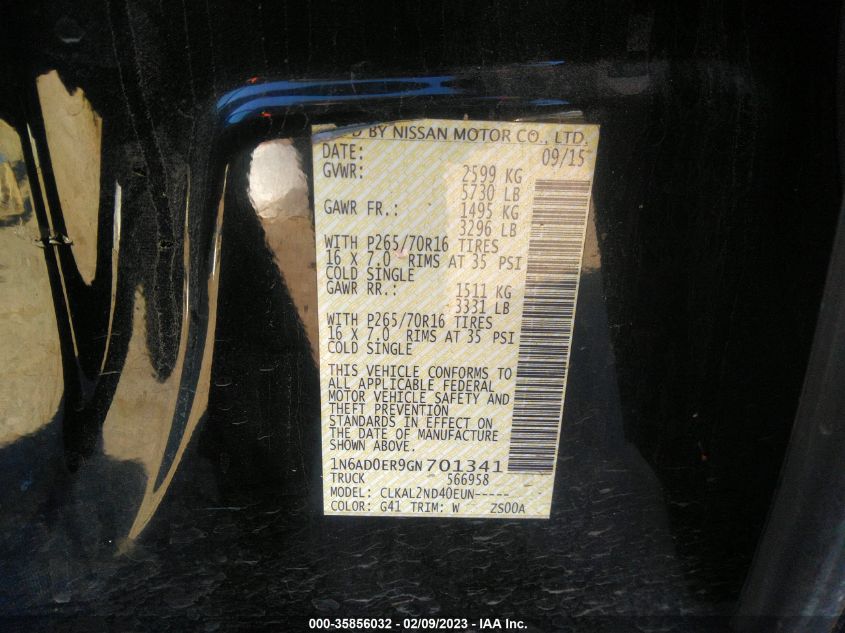 BY NISSAN MOTOR CO., LTD.
DATE: 09/15
GVWR: 2599 KG
5730 LB
GAWR FR.: 1495 KG
3296 LB
WITH P265/70R16 TIRES
16 X 7.0 RIMS AT 35 PSI
COLD SINGLE
GAWR RR.: 1511 KG
3331 LB
WITH P265/70R16 TIRES
16 X 7.0 RIMS AT 35 PSI
COLD SINGLE
THIS VEHICLE CONFORMS TO
ALL APPLICABLE FEDERAL
MOTOR VEHICLE SAFETY AND
THEFT PREVENTION
STANDARDS IN EFFECT ON
THE DATE OF MANUFACTURE
SHOWN ABOVE.
1N6AD0ER9GN701341
TRUCK 566958
MODEL: CLKAL2ND40EUN-----
COLOR: G41 TRIM: W ZS00A
000-35856032 - 02/09/2023 - IAA Inc.